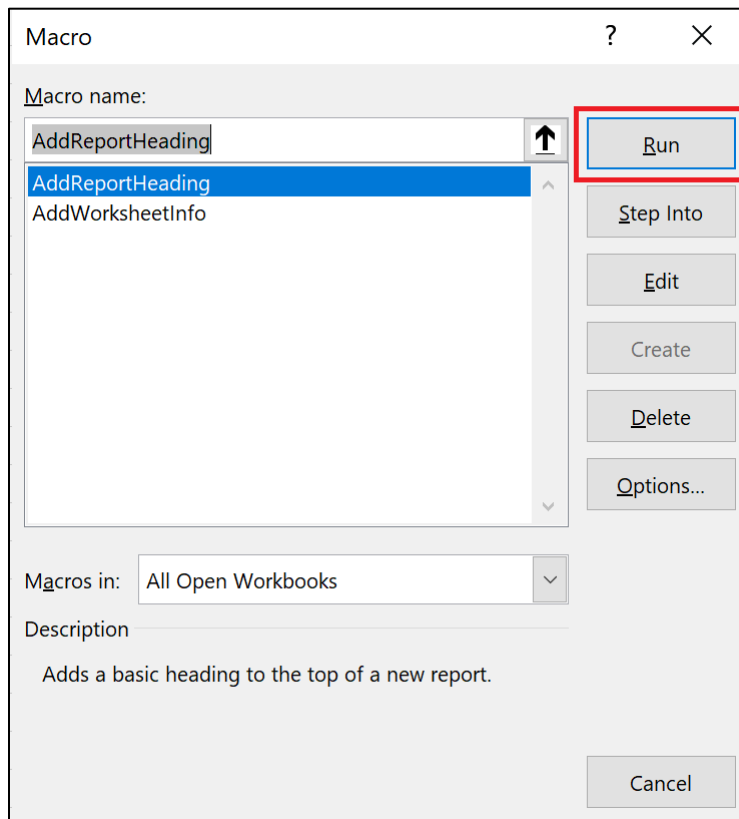 Macro ? X
Macro name:
AddReportHeading
Run
AddReportHeading
AddWorksheetInfo
Step Into
Edit
Create
Delete
Options...
Macros in: All Open Workbooks
Description
Adds a basic heading to the top of a new report.
Cancel